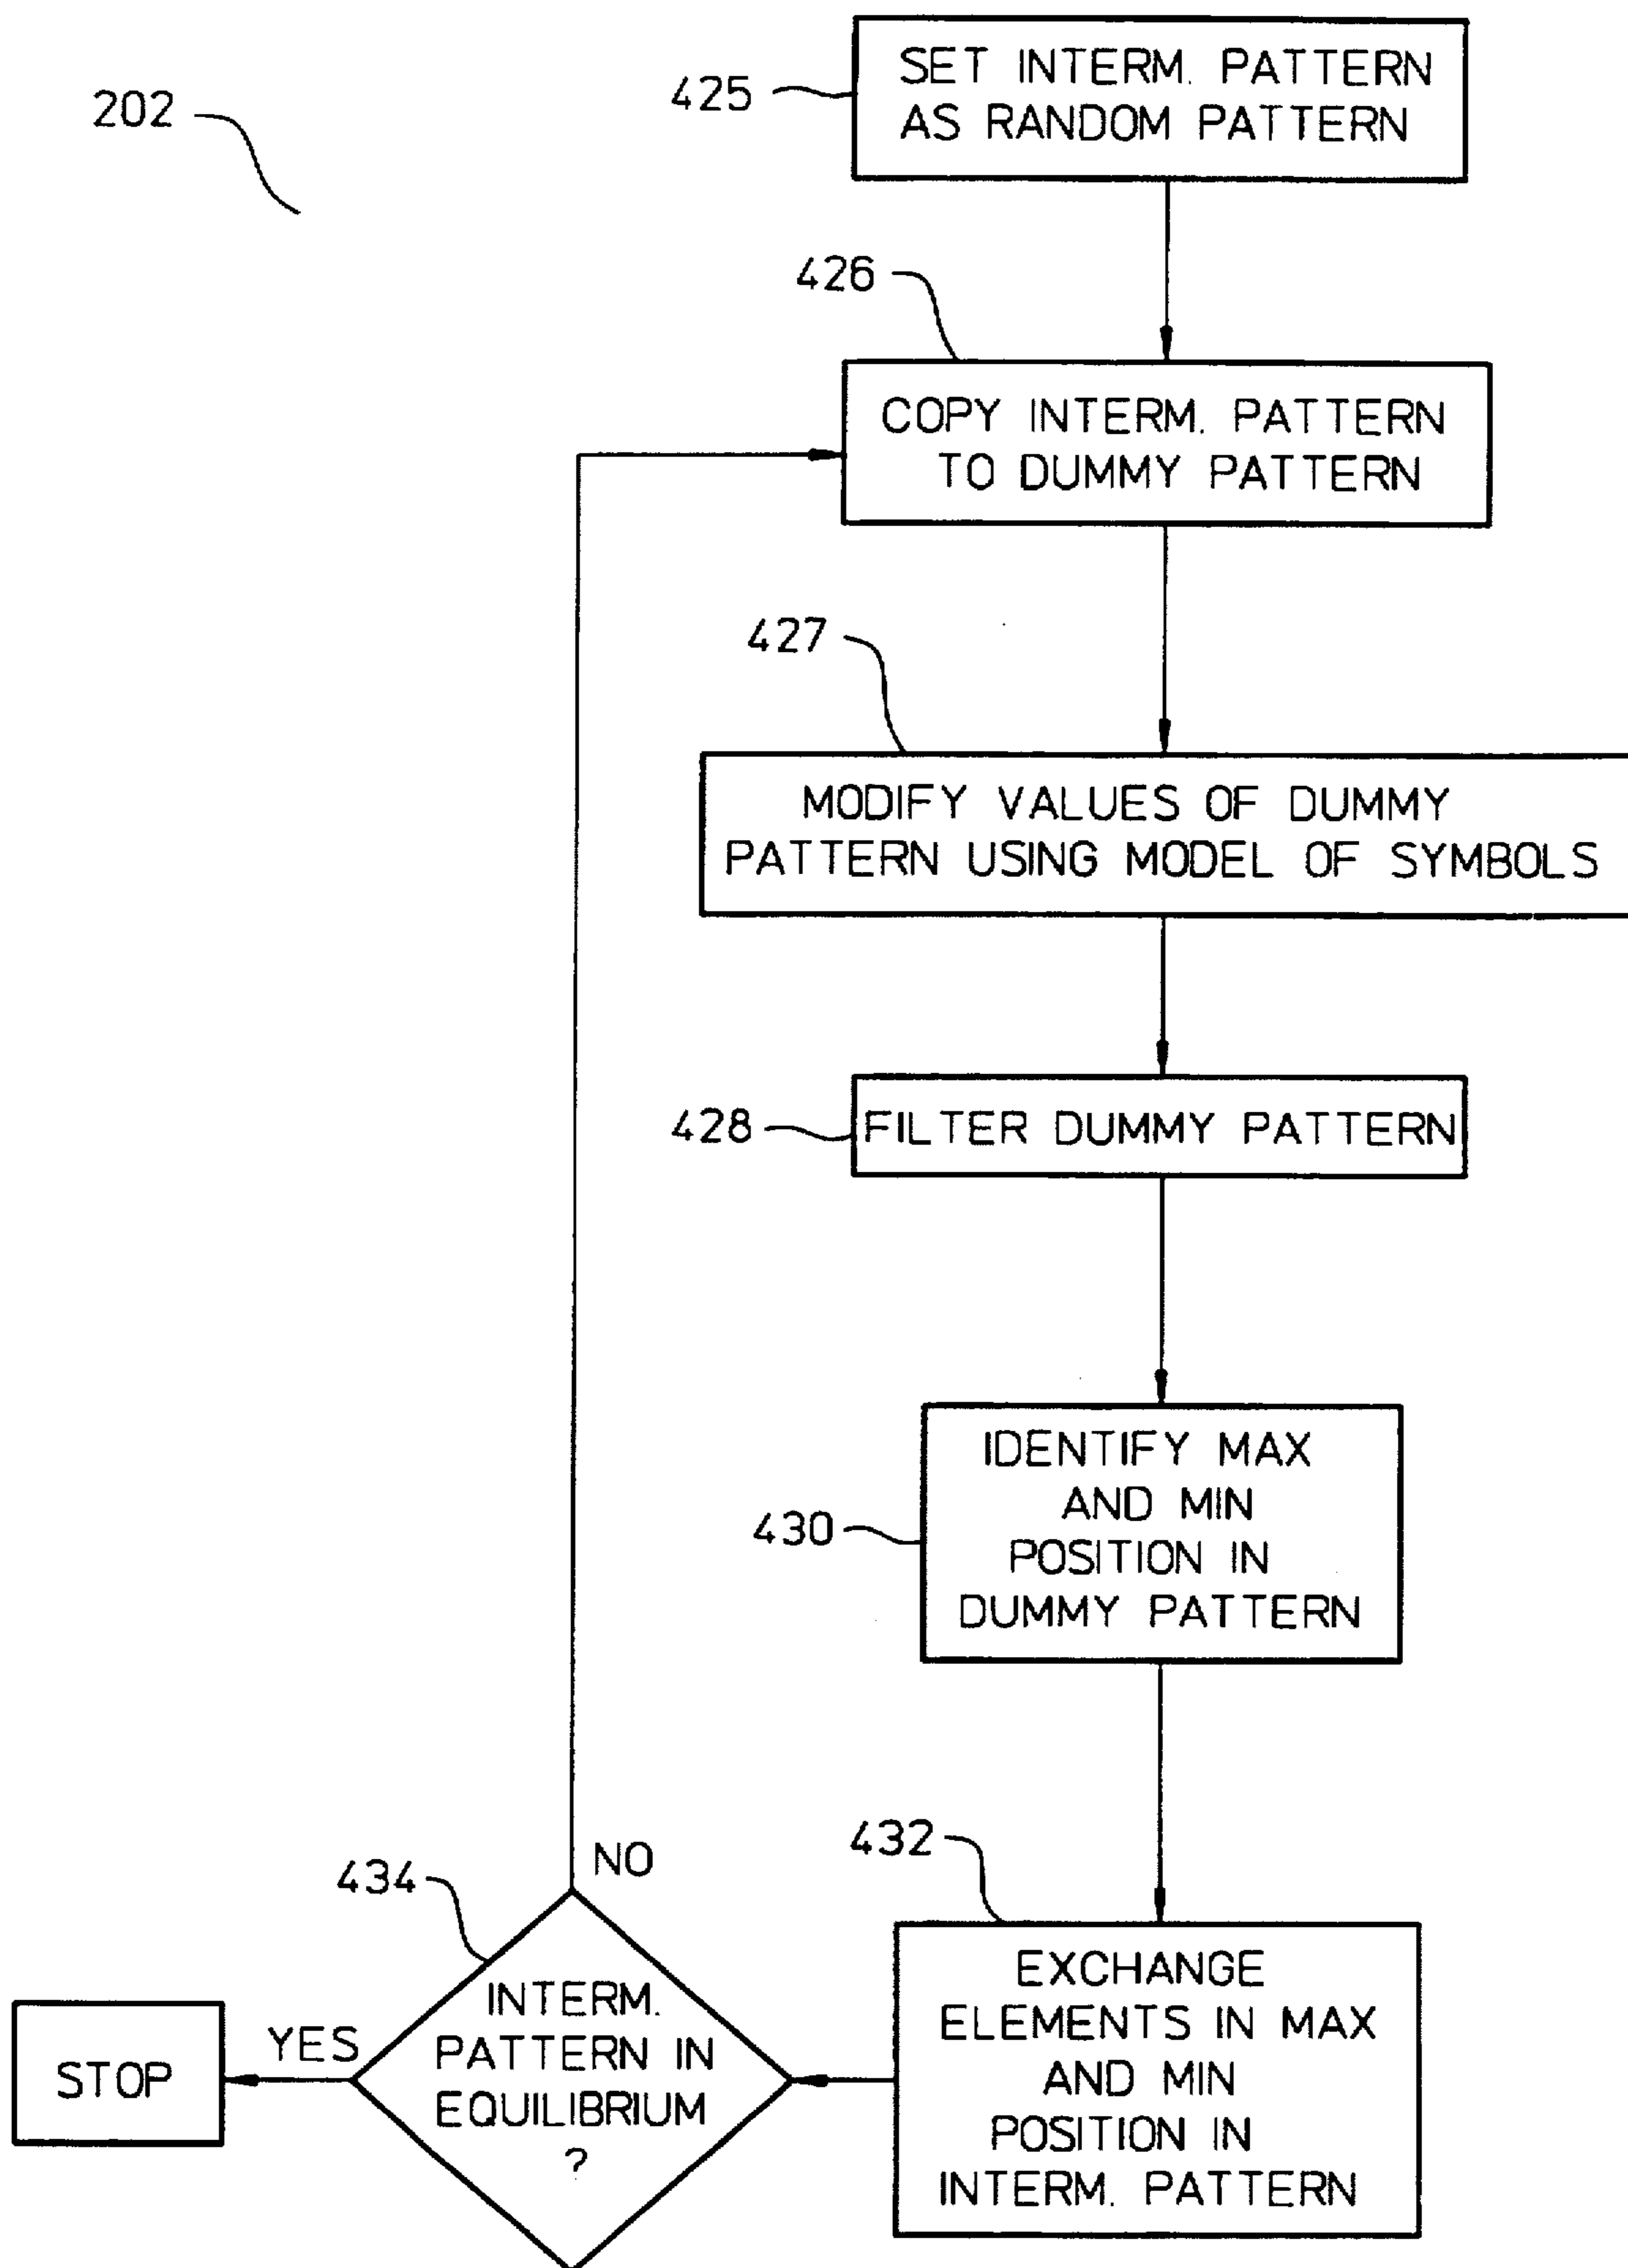 202
425
SET INTERM. PATTERN
AS RANDOM PATTERN
426
COPY INTERM. PATTERN
TO DUMMY PATTERN
427
MODIFY VALUES OF DUMMY
PATTERN USING MODEL OF SYMBOLS
428
FILTER DUMMY PATTERN
430
IDENTIFY MAX
AND MIN
POSITION IN
DUMMY PATTERN
432
EXCHANGE
ELEMENTS IN MAX
AND MIN
POSITION IN
INTERM. PATTERN
434
NO
INTERM.
PATTERN IN
EQUILIBRIUM
?
YES
STOP